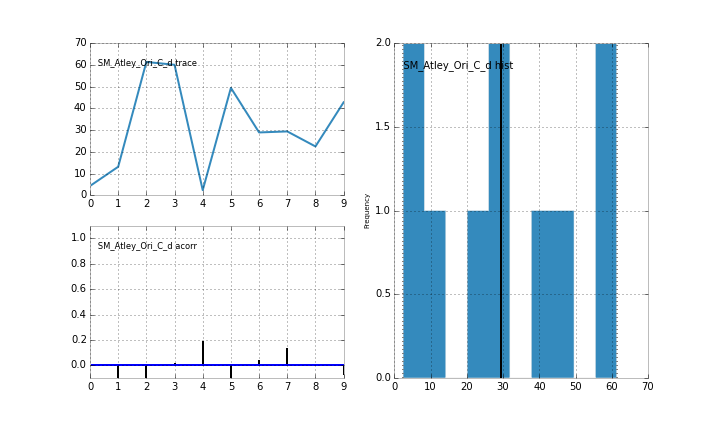 70
60
50
40
30
20
10
0
SM_Atley_Ori_C_d trace
0 1 2 3 4 5 6 7 8 9
1.0
0.8
0.6
0.4
0.2
0.0
SM_Atley_Ori_C_d acorr
0 1 2 3 4 5 6 7 8 9
2.0
1.5
1.0
0.5
0.0
Frequency
SM_Atley_Ori_C_d hist
0 10 20 30 40 50 60 70